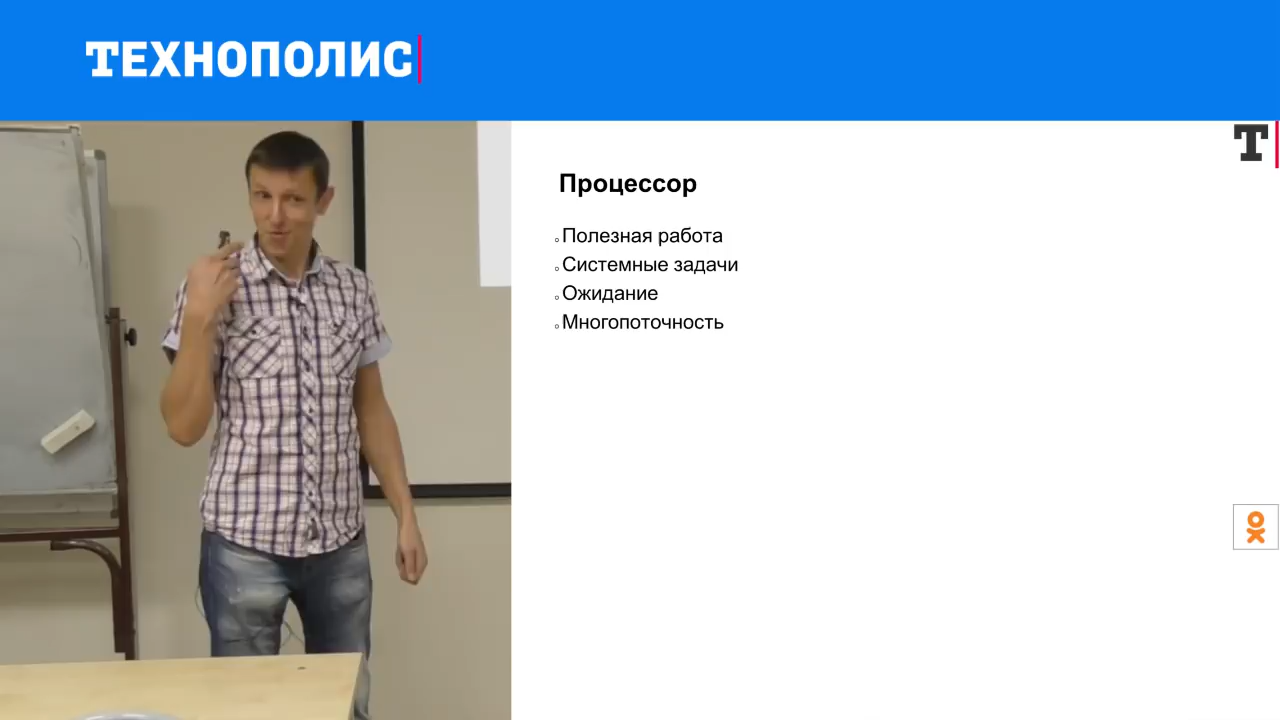 ТЕХНОПОЛИС
Т
Процессор
Полезная работа
Системные задачи
Ожидание
Многопоточность